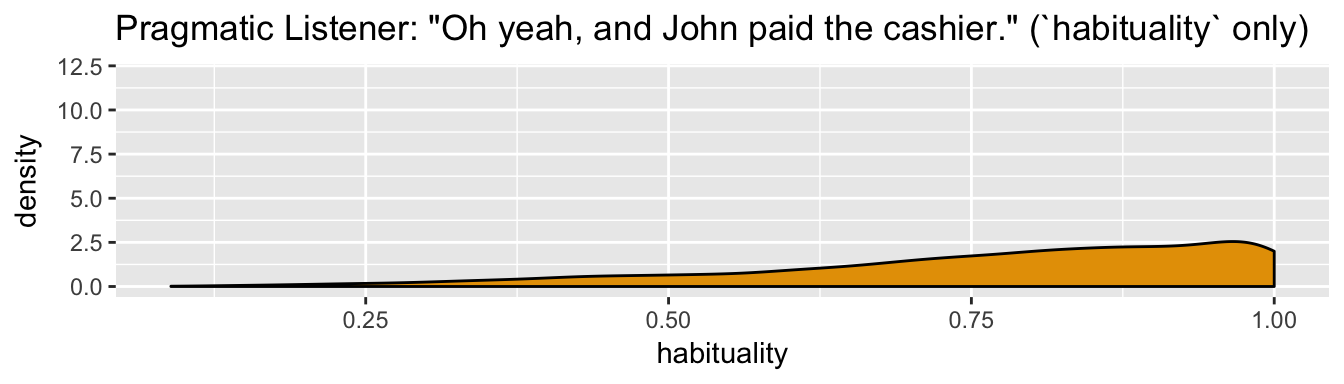 Pragmatic Listener: "Oh yeah, and John paid the cashier." (`habituality` only)
12.5
10.0
7.5
5.0
2.5
0.0
density
0.25 0.50 0.75 1.00
habituality